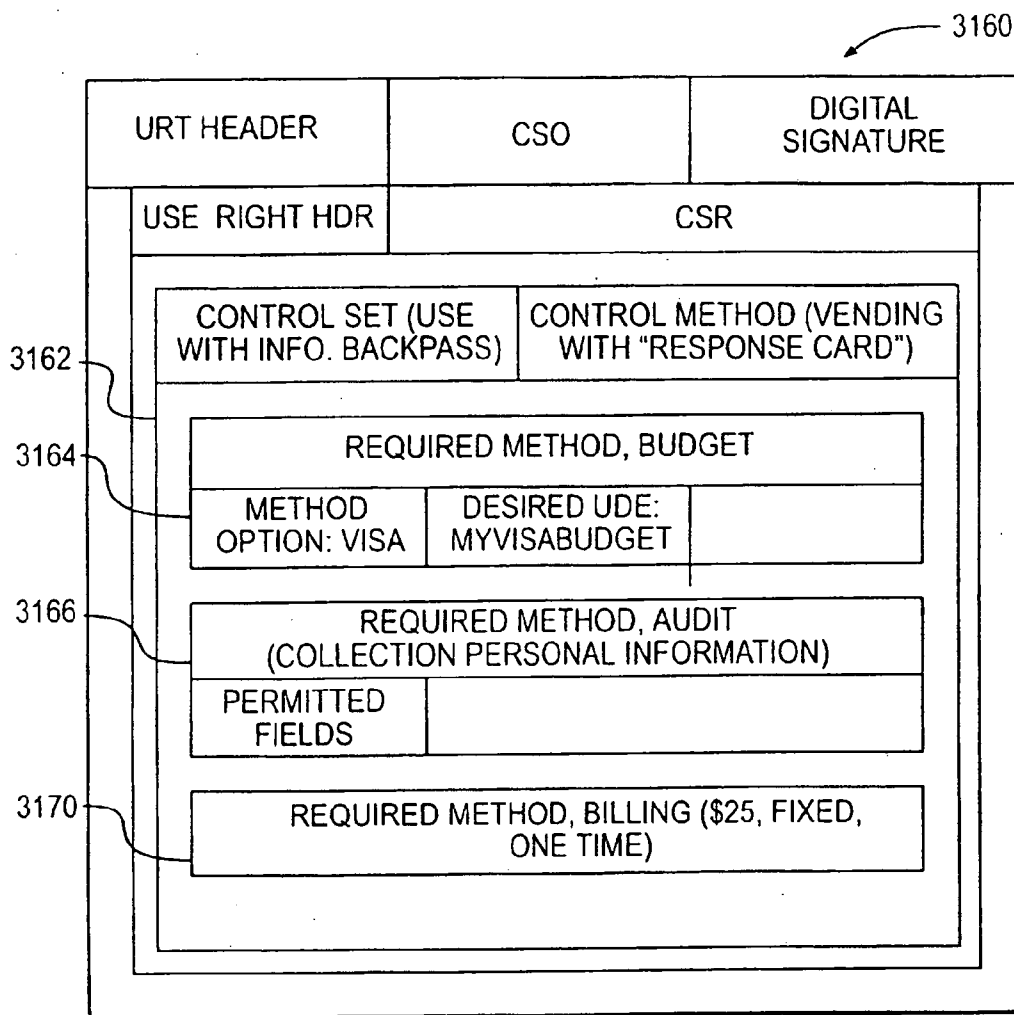 3160
URT HEADER
CSO
DIGITAL
SIGNATURE
USE RIGHT HDR
CSR
CONTROL SET (USE
WITH INFO. BACKPASS)
CONTROL METHOD (VENDING
WITH “RESPONSE CARD”)
3162
REQUIRED METHOD, BUDGET
3164
METHOD
OPTION: VISA
DESIRED UDE:
MYVISABUDGET
3166
REQUIRED METHOD, AUDIT
(COLLECTION PERSONAL INFORMATION)
PERMITTED
FIELDS
3170
REQUIRED METHOD, BILLING ($25, FIXED,
ONE TIME)